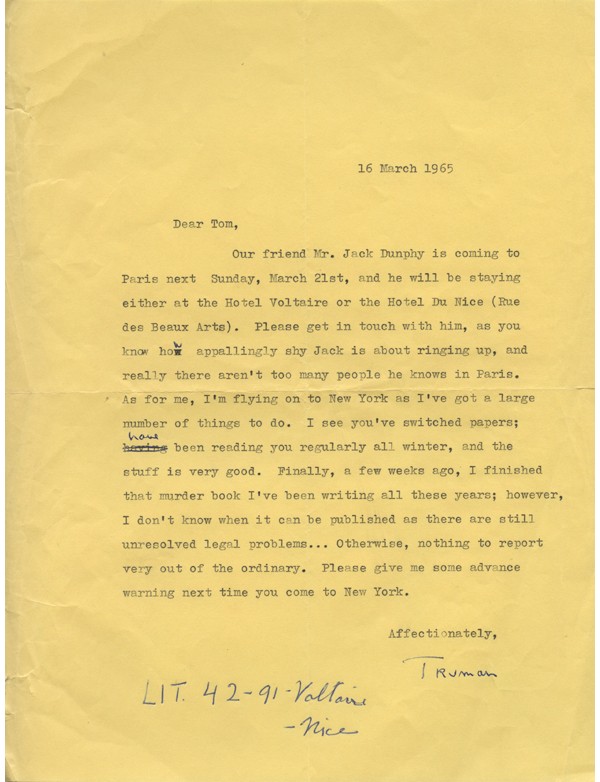 16 March 1965
Dear Tom,
Our friend Mr. Jack Dunphy is coming to
Paris next Sunday, March 21st, and he will be staying
either at the Hotel Voltaire or the Hotel Du Nice (Rue
des Beaux Arts). Please get in touch with him, as you
know how appallingly shy Jack is about ringing up, and
really there aren't too many people he knows in Paris.
As for me, I'm flying on to New York as I've got a large
number of things to do. I see you've switched papers;
have
having been reading you regularly all winter, and the
stuff is very good. Finally, a few weeks ago, I finished
that murder book I've been writing all these years; however,
I don't know when it can be published as there are still
unresolved legal problems... Otherwise, nothing to report
very out of the ordinary. Please give me some advance
warning next time you come to New York.
Affectionately,
Truman
LIT. 42-91-Voltaire
-Nice